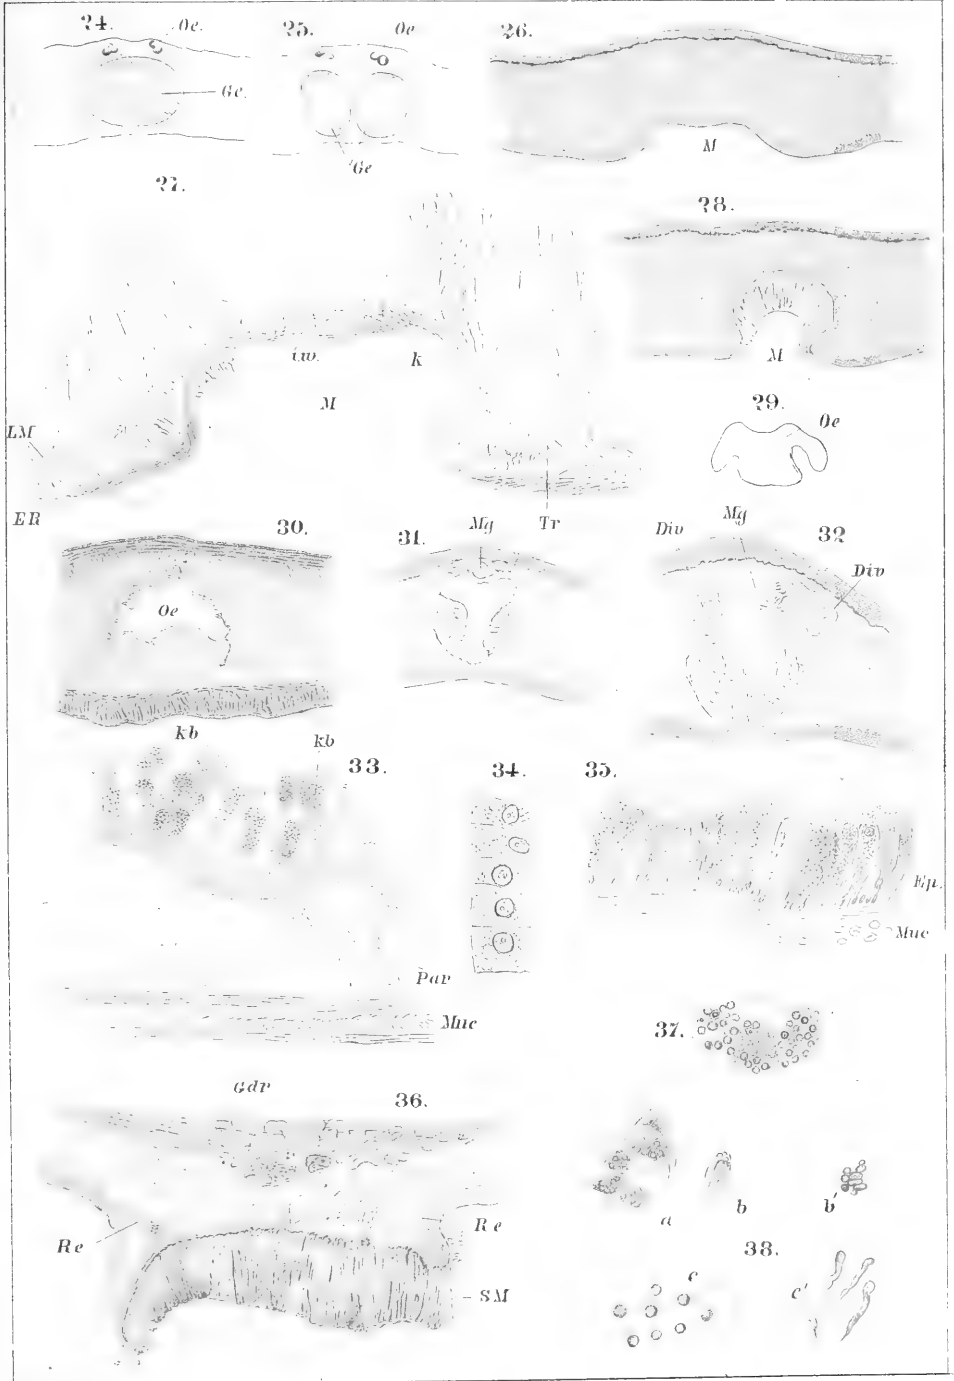 24. Oe. 25. Oe 26.
Ge.
M
Ge
27.
28.
i.w. k M
M
29.
LM Oe
ER 30. 31. Mg Tr Div Mg 32
Div
Oe
kb
kb 33. 34. 35.
Ep.
Muc
Par
Muc 37.
Gdr 36.
a b b'
Re Re
38.
c c'
SM